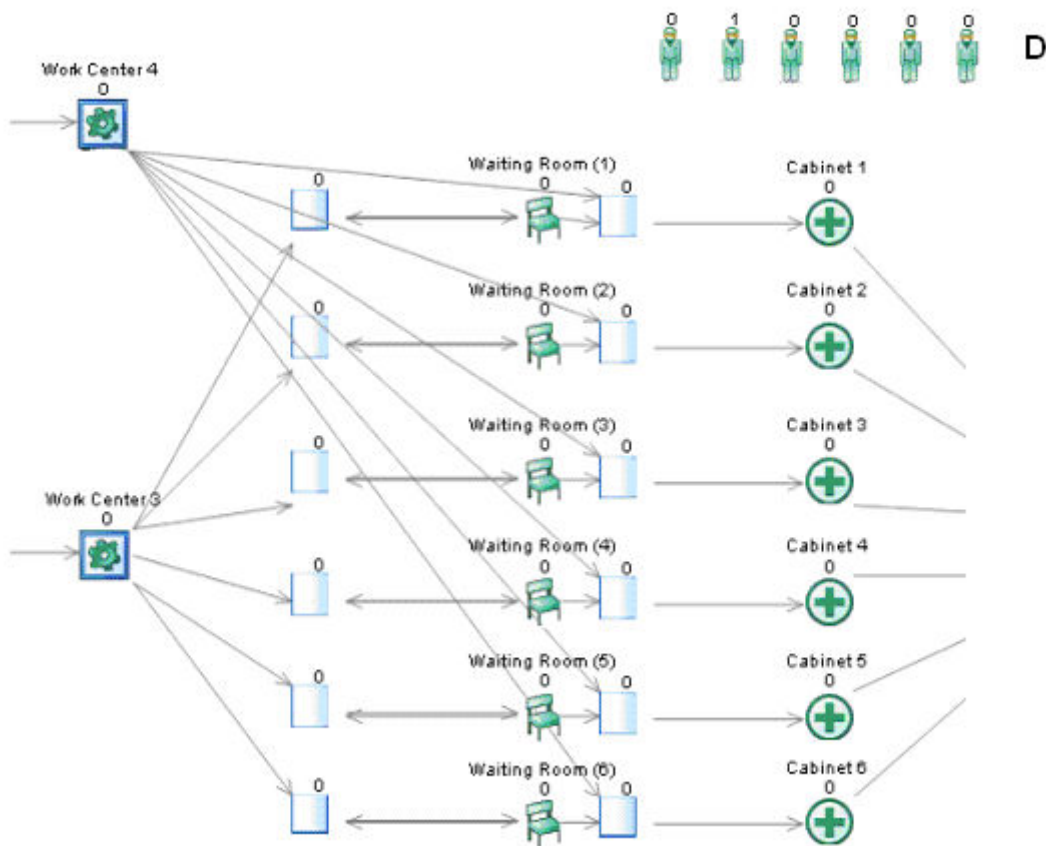 0 1 0 0 0 0
D
Work Center 4
0
Waiting Room (1)
Cabinet 1
0 0 0 0
Waiting Room (2)
Cabinet 2
0 0 0 0
Waiting Room (3)
Cabinet 3
0 0 0 0
Work Center 3
0
Waiting Room (4)
Cabinet 4
0 0 0 0
Waiting Room (5)
Cabinet 5
0 0 0 0
Waiting Room (6)
Cabinet 6
0 0 0 0